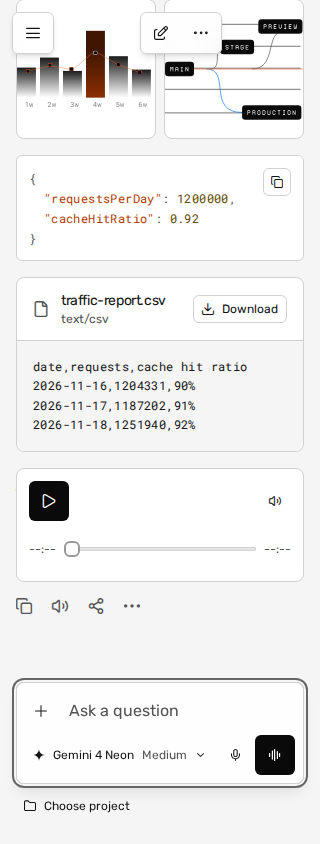 1w 2w 3w 4w 5w 6w
PREVIEW
STAGE
MAIN
PRODUCTION
{
"requestsPerDay": 1200000,
"cacheHitRatio": 0.92
}
traffic-report.csv
text/csv
Download
date,requests,cache hit ratio
2026-11-16,1204331,90%
2026-11-17,1187202,91%
2026-11-18,1251940,92%
--:-- --:--
Ask a question
Gemini 4 Neon Medium
Choose project